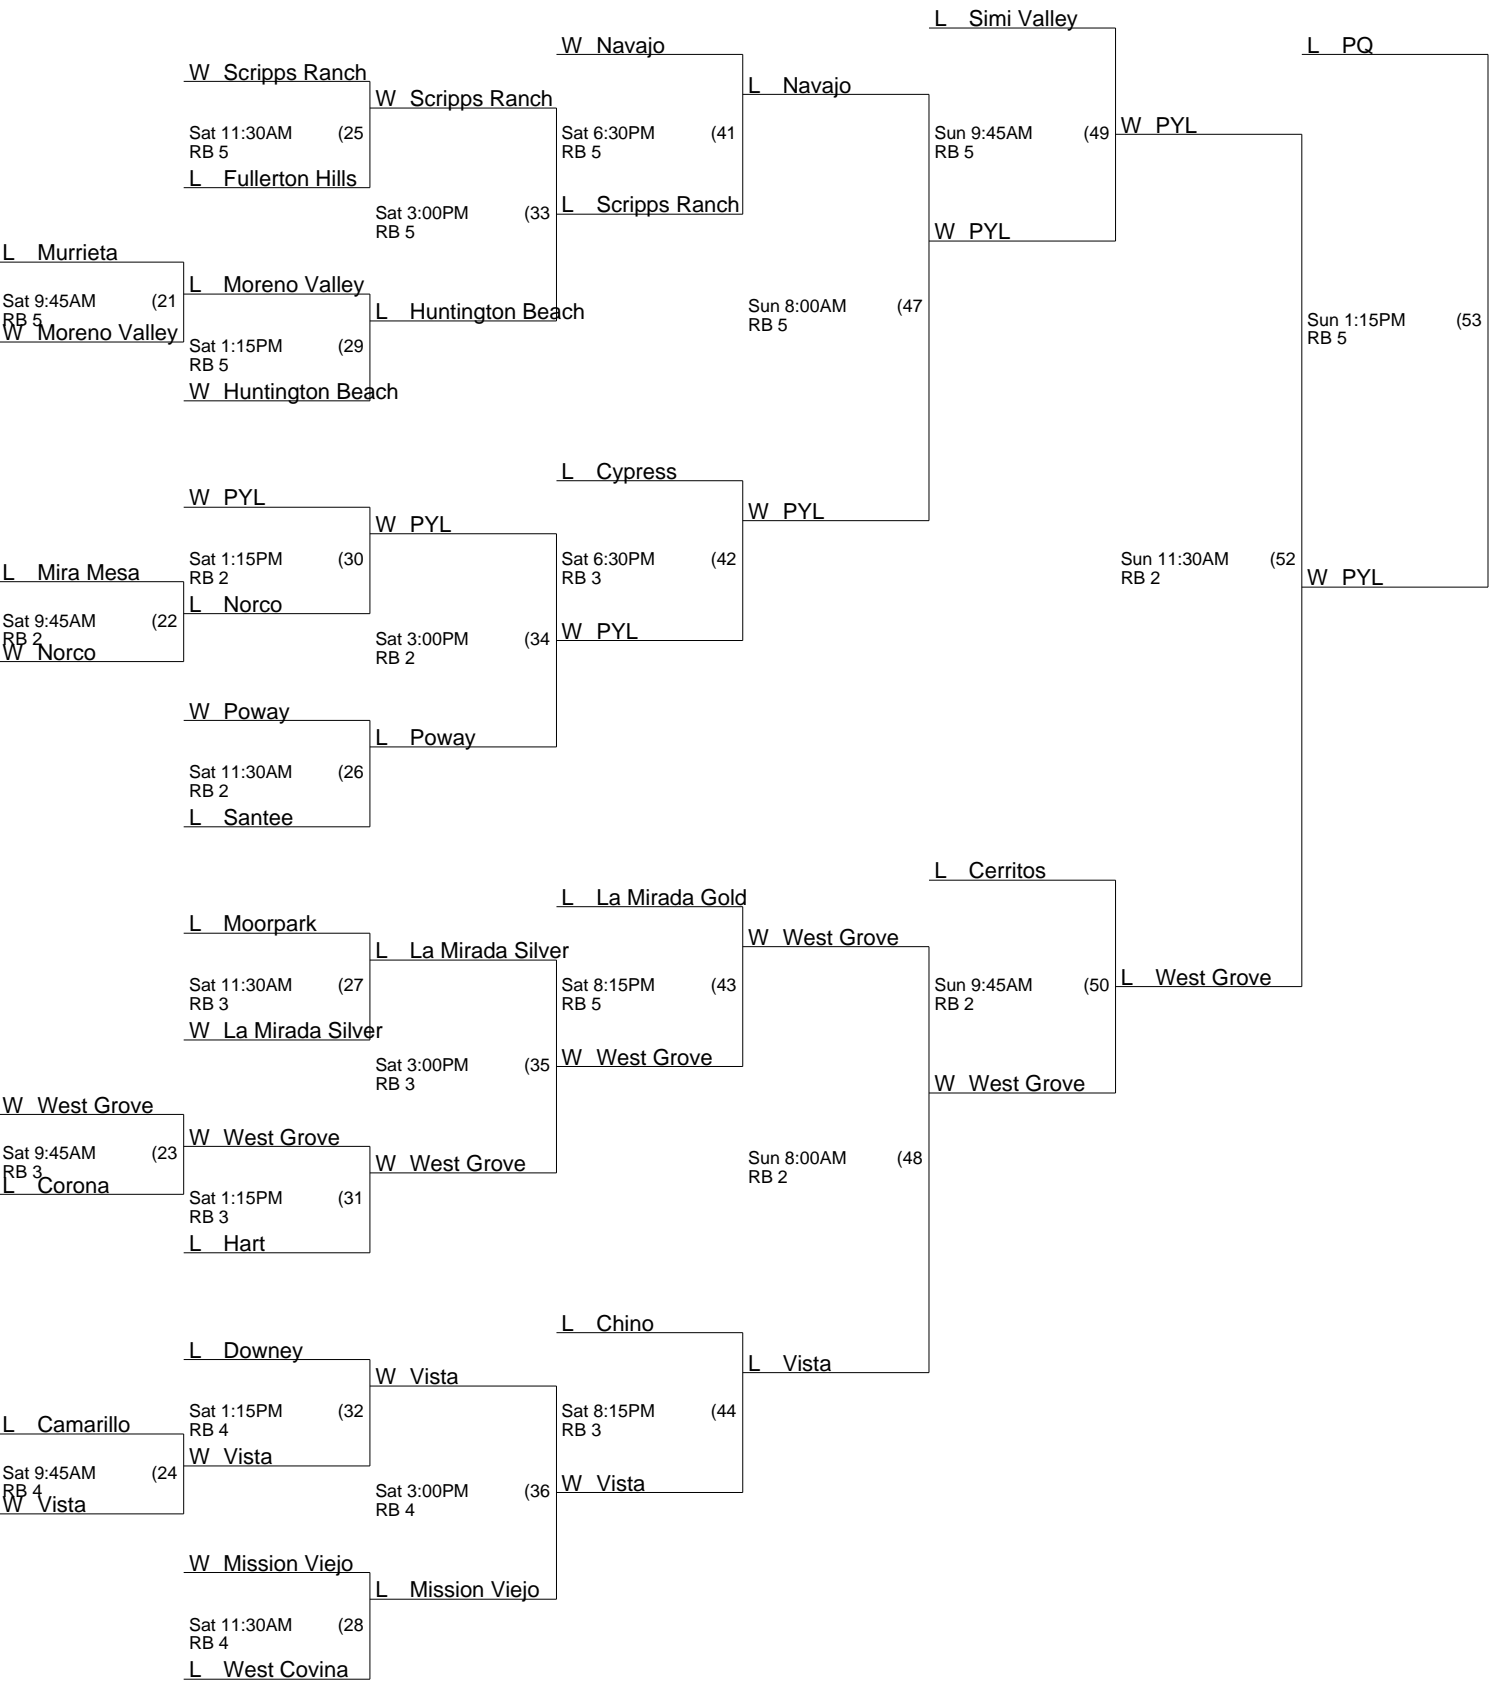 L Simi Valley
W Navajo
L PQ
W Scripps Ranch
W Scripps Ranch
L Navajo
Sat 11:30AM (25
RB 5
Sat 6:30PM (41
RB 5
Sun 9:45AM (49
RB 5
W PYL
L Fullerton Hills
Sat 3:00PM (33
RB 5
L Scripps Ranch
W PYL
L Murrieta
Sat 9:45AM (21
RB 5
W Moreno Valley
L Moreno Valley
Sat 1:15PM (29
RB 5
W Huntington Beach
L Huntington Beach
Sun 8:00AM (47
RB 5
Sun 1:15PM (53
RB 5
L Cypress
W PYL
W PYL
W PYL
Sat 1:15PM (30
RB 2
Sat 6:30PM (42
RB 3
Sun 11:30AM (52
RB 2
W PYL
L Mira Mesa
Sat 9:45AM (22
RB 2
W Norco
L Norco
Sat 3:00PM (34
RB 2
W PYL
W Poway
L Poway
Sat 11:30AM (26
RB 2
L Santee
L Cerritos
L La Mirada Gold
L Moorpark
L La Mirada Silver
W West Grove
Sat 11:30AM (27
RB 3
Sat 8:15PM (43
RB 5
Sun 9:45AM (50
RB 2
L West Grove
W La Mirada Silver
Sat 3:00PM (35
RB 3
W West Grove
W West Grove
W West Grove
Sat 9:45AM (23
RB 3
L Corona
W West Grove
W West Grove
Sun 8:00AM (48
RB 2
Sat 1:15PM (31
RB 3
L Hart
L Chino
L Downey
W Vista
L Vista
Sat 1:15PM (32
RB 4
Sat 8:15PM (44
RB 3
L Camarillo
Sat 9:45AM (24
RB 4
W Vista
W Vista
Sat 3:00PM (36
RB 4
W Vista
W Mission Viejo
L Mission Viejo
Sat 11:30AM (28
RB 4
L West Covina